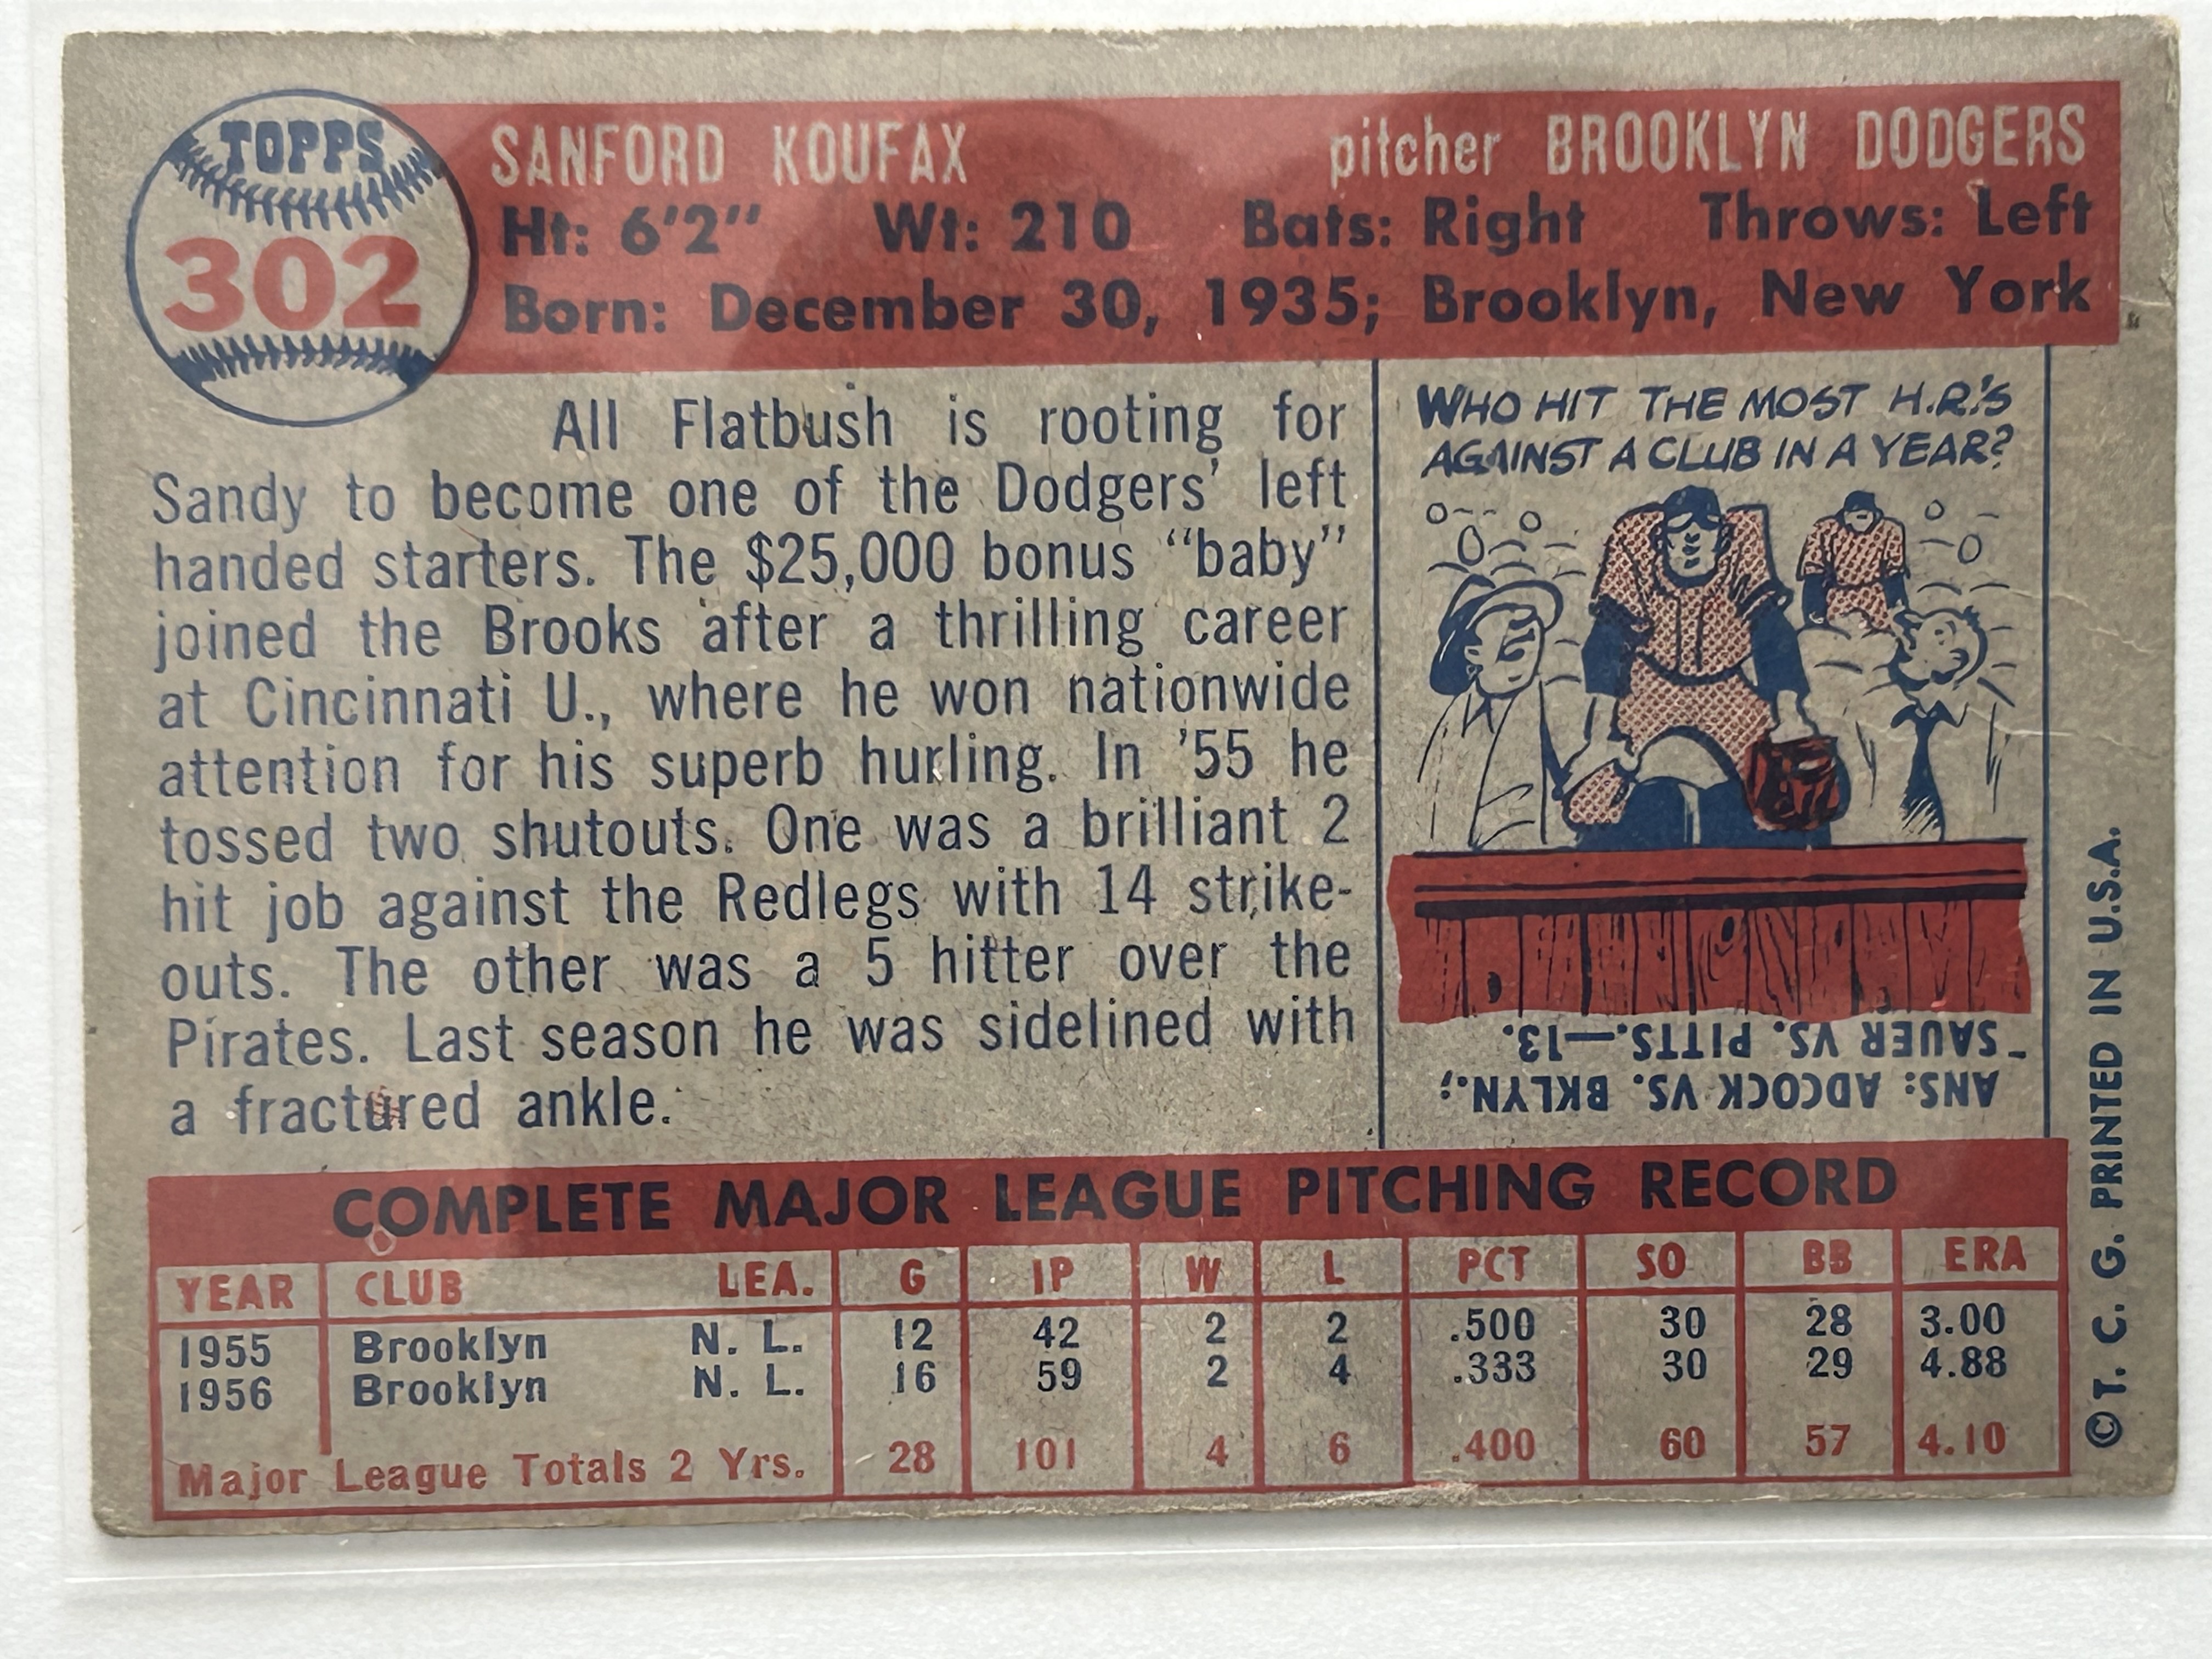 TOPPS
302
SANFORD KOUFAX pitcher BROOKLYN DODGERS
Ht: 6'2" Wt: 210 Bats: Right Throws: Left
Born: December 30, 1935; Brooklyn, New York
All Flatbush is rooting for
Sandy to become one of the Dodgers' left
handed starters. The $25,000 bonus "baby"
joined the Brooks after a thrilling career
at Cincinnati U., where he won nationwide
attention for his superb hurling. In '55 he
tossed two shutouts. One was a brilliant 2
hit job against the Redlegs with 14 strike-
outs. The other was a 5 hitter over the
Pirates. Last season he was sidelined with
a fractured ankle.
WHO HIT THE MOST H.R.'S
AGAINST A CLUB IN A YEAR?
ANS: ADCOCK VS. BKLYN.;
SAUER VS. PITTS.—13.
COMPLETE MAJOR LEAGUE PITCHING RECORD
YEAR CLUB LEA. G IP W L PCT SO BB ERA
1955 Brooklyn N. L. 12 42 2 2 .500 30 28 3.00
1956 Brooklyn N. L. 16 59 2 4 .333 30 29 4.88
Major League Totals 2 Yrs. 28 101 4 6 .400 60 57 4.10
© T. C. G. PRINTED IN U.S.A.